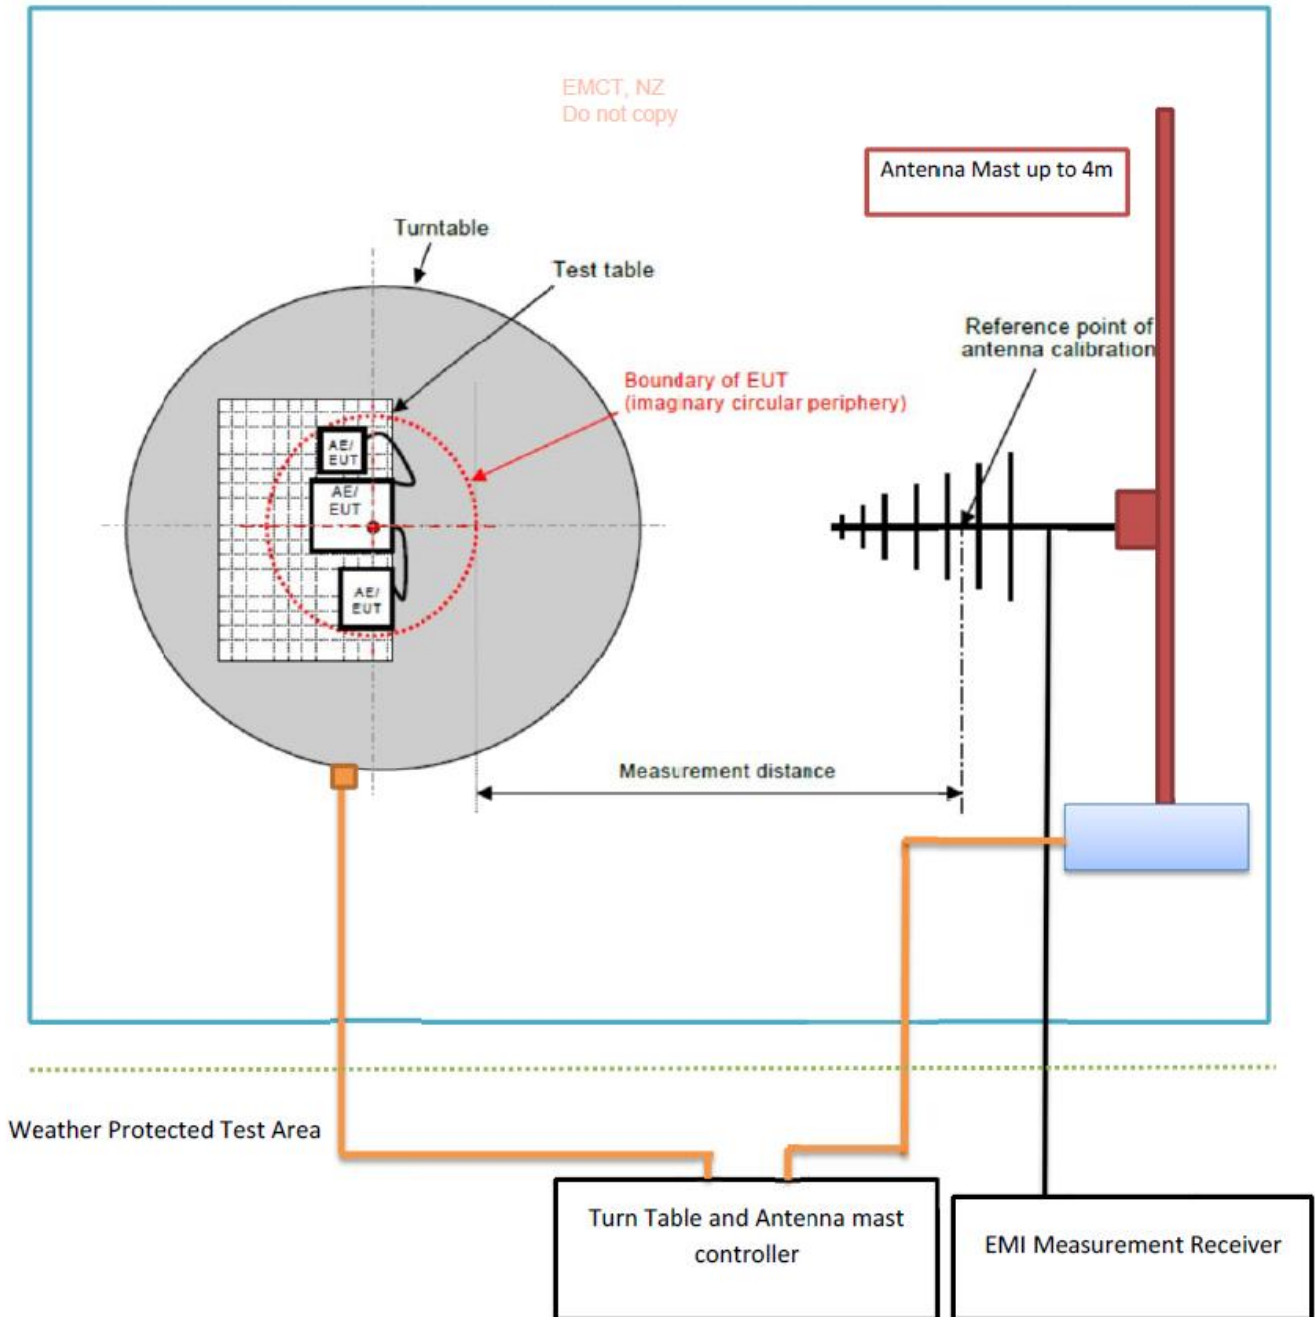 EMCT, NZ
Do not copy
Antenna Mast up to 4m
Turntable
Test table
Reference point of
antenna calibration
Boundary of EUT
(imaginary circular periphery)
AE/
EUT
AE/
EUT
AE/
EUT
Measurement distance
Weather Protected Test Area
Turn Table and Antenna mast
controller
EMI Measurement Receiver